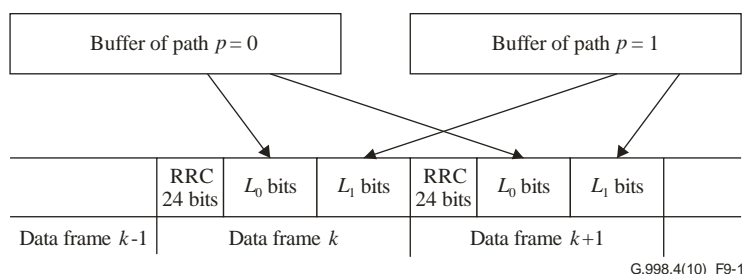 Buffer of path p = 0
Buffer of path p = 1
RRC
24 bits
L₀ bits
L₁ bits
RRC
24 bits
L₀ bits
L₁ bits
Data frame k-1
Data frame k
Data frame k+1
G.998.4(10)_F9-1